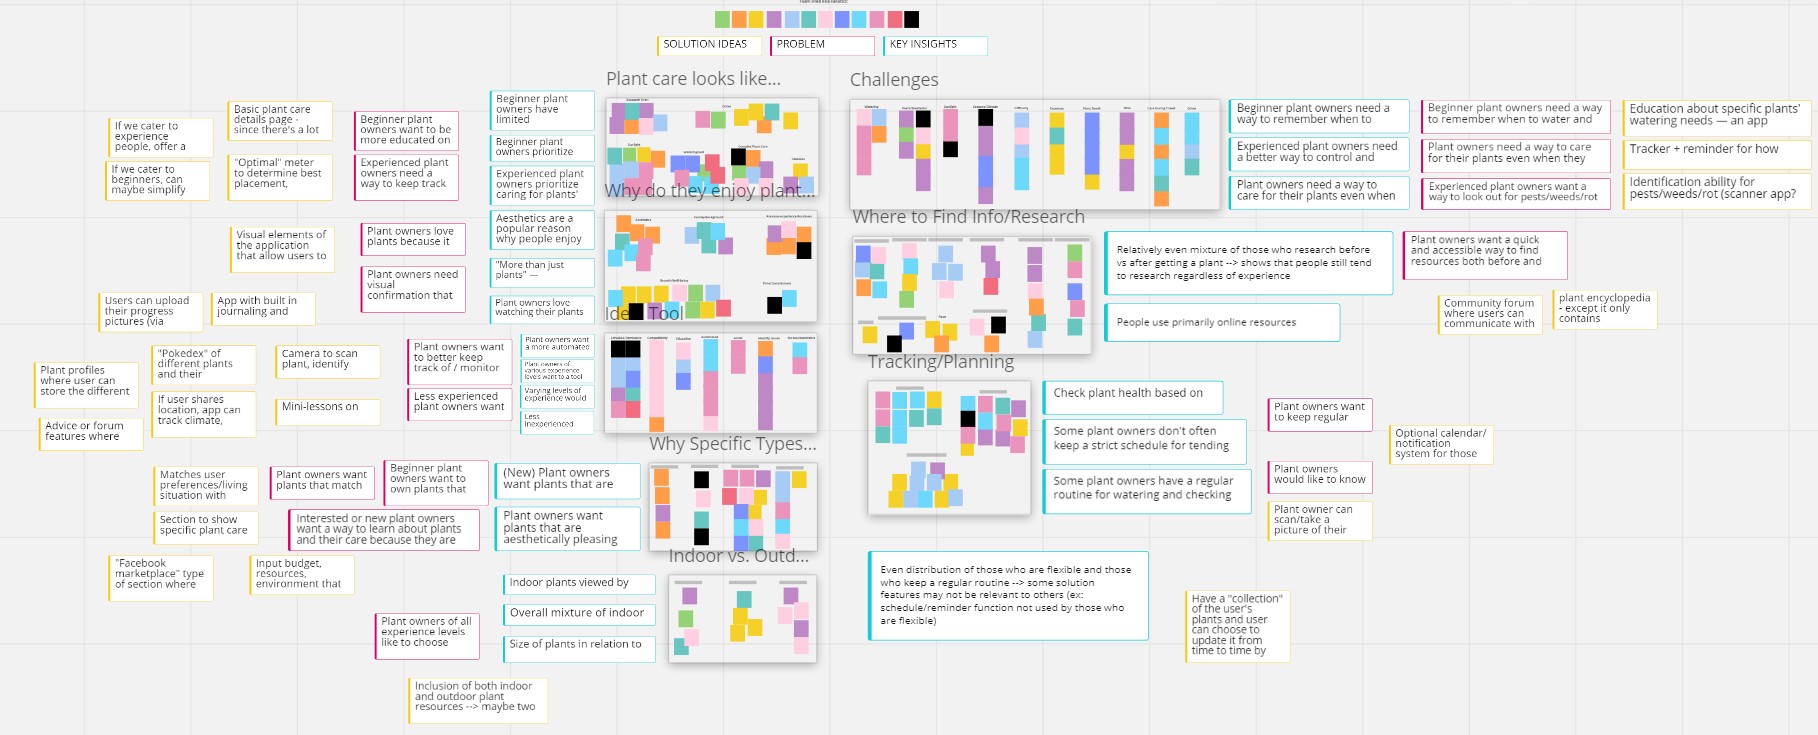 SOLUTION IDEAS
PROBLEM
KEY INSIGHTS
Plant care looks like...
Challenges
If we cater to
experience
people, offer a
If we cater to
beginners, can
maybe simplify
Basic plant care
details page -
since there's a lot
"Optimal" meter
to determine best
placement,
Beginner plant
owners want to be
more educated on
Experienced plant
owners need a
way to keep track
Beginner plant
owners have
limited
Beginner plant
owners prioritize
Experienced plant
owners prioritize
caring for plants'
Beginner plant owners need a
way to remember when to
Experienced plant owners need
a better way to control and
Plant owners need a way to
care for their plants even when
Beginner plant owners need a way
to remember when to water and
Plant owners need a way to care
for their plants even when they
Experienced plant owners want a
way to look out for pests/weeds/rot
Education about specific plants'
watering needs — an app
Tracker + reminder for how
Identification ability for
pests/weeds/rot (scanner app?
Why do they enjoy plant...
Visual elements of
the application
that allow users to
Plant owners love
plants because it
Plant owners need
visual
confirmation that
Aesthetics are a
popular reason
why people enjoy
"More than just
plants" —
Plant owners love
watching their plants
Users can upload
their progress
pictures (via
App with built in
journaling and
Where to Find Info/Research
Relatively even mixture of those who research before
vs after getting a plant --> shows that people still tend
to research regardless of experience
People use primarily online resources
Plant owners want a quick
and accessible way to find
resources both before and
Community forum
where users can
communicate with
plant encyclopedia
- except it only
contains
Ideal Tool
Plant profiles
where user can
store the different
Advice or forum
features where
"Pokedex" of
different plants
and their
If user shares
location, app can
track climate,
Camera to scan
plant, identify
Mini-lessons on
Plant owners want
to better keep
track of / monitor
Less experienced
plant owners want
Plant owners want
a more automated
Plant owners of
various experience
levels want to a tool
Varying levels of
experience would
Less
inexperienced
Tracking/Planning
Check plant health based on
Some plant owners don't often
keep a strict schedule for tending
Some plant owners have a regular
routine for watering and checking
Plant owners want
to keep regular
Plant owners
would like to know
Plant owner can
scan/take a
picture of their
Optional calendar/
notification
system for those
Why Specific Types...
Matches user
preferences/living
situation with
Section to show
specific plant care
Plant owners want
plants that match
Beginner plant
owners want to
own plants that
Interested or new plant owners
want a way to learn about plants
and their care because they are
(New) Plant owners
want plants that are
Plant owners want
plants that are
aesthetically pleasing
"Facebook
marketplace" type
of section where
Input budget,
resources,
environment that
Indoor vs. Outd...
Indoor plants viewed by
Overall mixture of indoor
Size of plants in relation to
Plant owners of all
experience levels
like to choose
Inclusion of both indoor
and outdoor plant
resources --> maybe two
Even distribution of those who are flexible and those
who keep a regular routine --> some solution
features may not be relevant to others (ex:
schedule/reminder function not used by those who
are flexible)
Have a "collection"
of the user's
plants and user
can choose to
update it from
time to time by